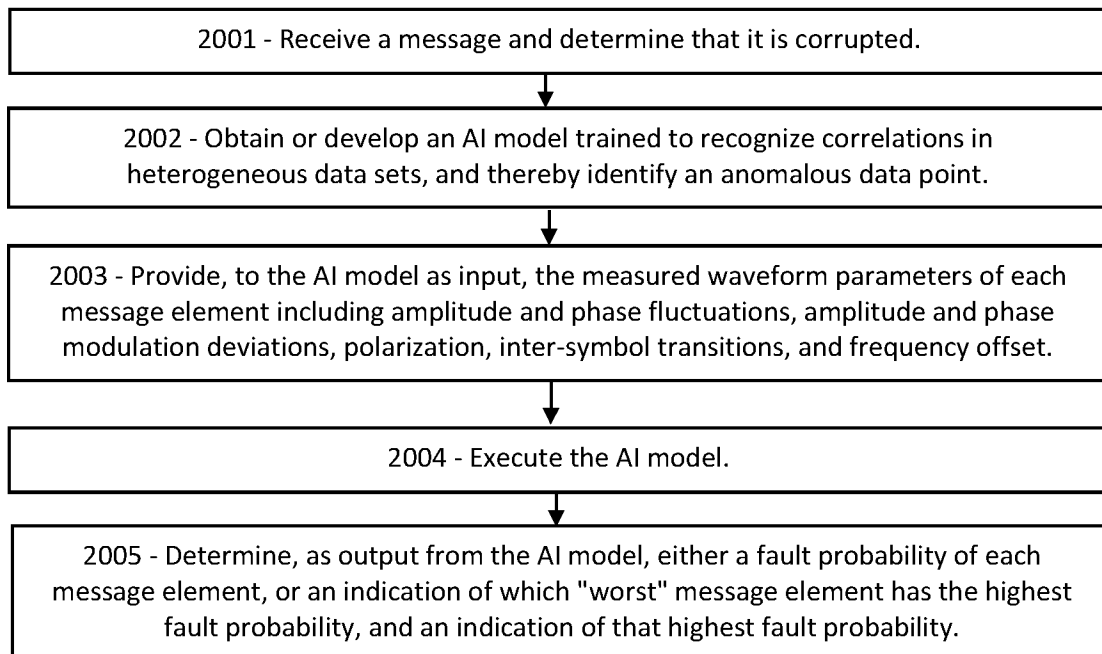 2001 - Receive a message and determine that it is corrupted.
2002 - Obtain or develop an AI model trained to recognize correlations in
heterogeneous data sets, and thereby identify an anomalous data point.
2003 - Provide, to the AI model as input, the measured waveform parameters of each
message element including amplitude and phase fluctuations, amplitude and phase
modulation deviations, polarization, inter-symbol transitions, and frequency offset.
2004 - Execute the AI model.
2005 - Determine, as output from the AI model, either a fault probability of each
message element, or an indication of which "worst" message element has the highest
fault probability, and an indication of that highest fault probability.